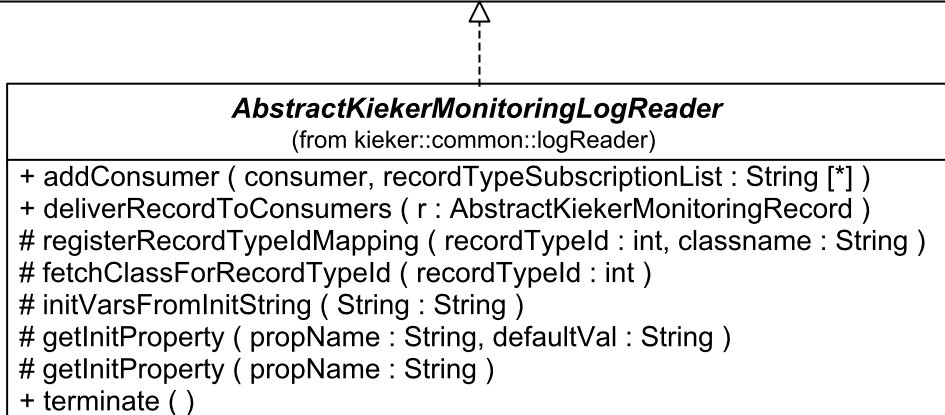 AbstractKiekerMonitoringLogReader
(from kieker::common::logReader)
+ addConsumer ( consumer, recordTypeSubscriptionList : String [*] )
+ deliverRecordToConsumers ( r : AbstractKiekerMonitoringRecord )
# registerRecordTypeIdMapping ( recordTypeId : int, classname : String )
# fetchClassForRecordTypeId ( recordTypeId : int )
# initVarsFromInitString ( String : String )
# getInitProperty ( propName : String, defaultVal : String )
# getInitProperty ( propName : String )
+ terminate ( )